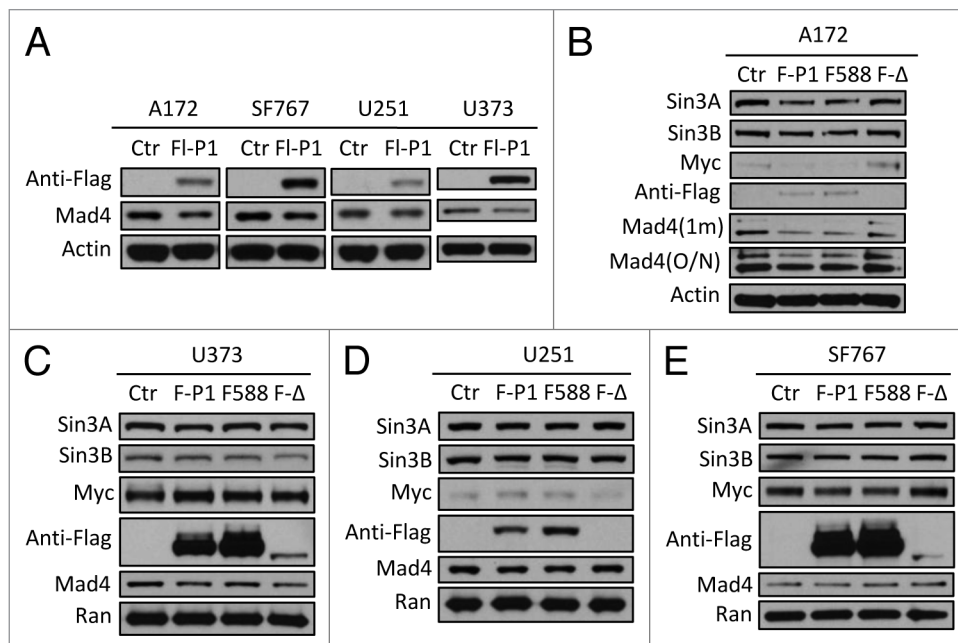 A
A172 SF767 U251 U373
Ctr Fl-P1 Ctr Fl-P1 Ctr Fl-P1 Ctr Fl-P1
Anti-Flag
Mad4
Actin
B
A172
Ctr F-P1 F588 F-Δ
Sin3A
Sin3B
Myc
Anti-Flag
Mad4(1m)
Mad4(O/N)
Actin
C
U373
Ctr F-P1 F588 F-Δ
Sin3A
Sin3B
Myc
Anti-Flag
Mad4
Ran
D
U251
Ctr F-P1 F588 F-Δ
Sin3A
Sin3B
Myc
Anti-Flag
Mad4
Ran
E
SF767
Ctr F-P1 F588 F-Δ
Sin3A
Sin3B
Myc
Anti-Flag
Mad4
Ran